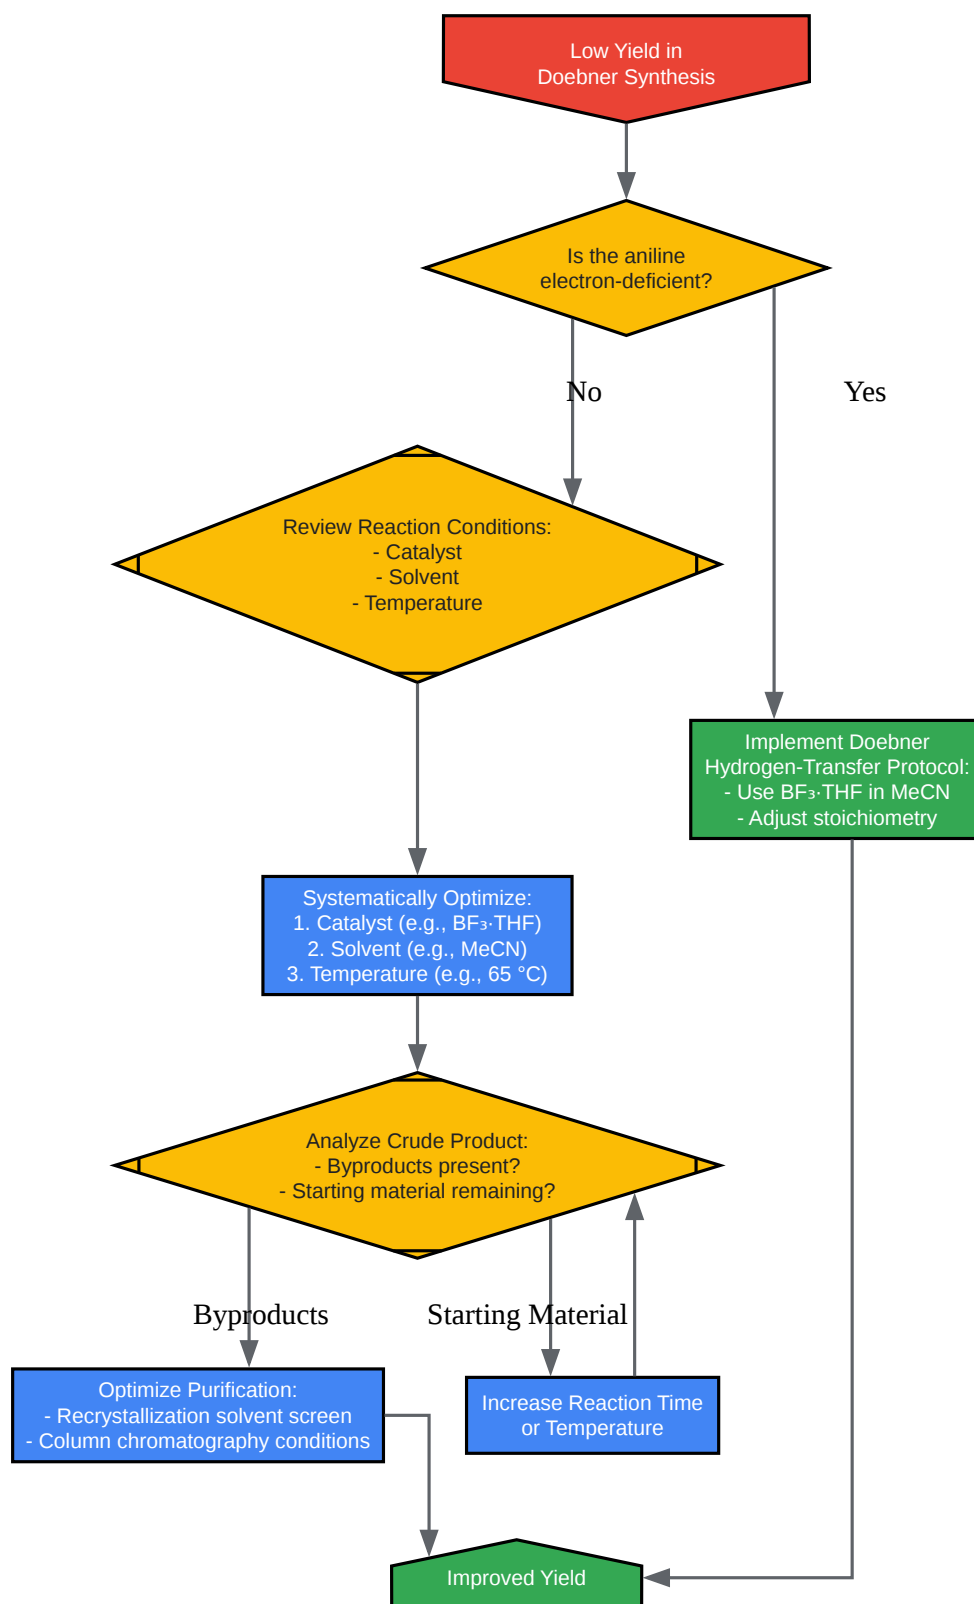 Low Yield in
Doebner Synthesis
Is the aniline
electron-deficient?
No
Yes
Review Reaction Conditions:
- Catalyst
- Solvent
- Temperature
Implement Doebner
Hydrogen-Transfer Protocol:
- Use BF₃·THF in MeCN
- Adjust stoichiometry
Systematically Optimize:
1. Catalyst (e.g., BF₃·THF)
2. Solvent (e.g., MeCN)
3. Temperature (e.g., 65 °C)
Analyze Crude Product:
- Byproducts present?
- Starting material remaining?
Byproducts
Starting Material
Optimize Purification:
- Recrystallization solvent screen
- Column chromatography conditions
Increase Reaction Time
or Temperature
Improved Yield